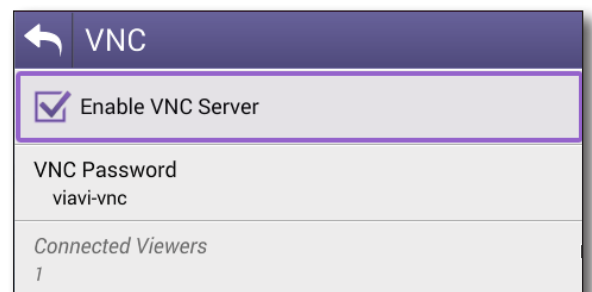 VNC
Enable VNC Server
VNC Password
viavi-vnc
Connected Viewers
1